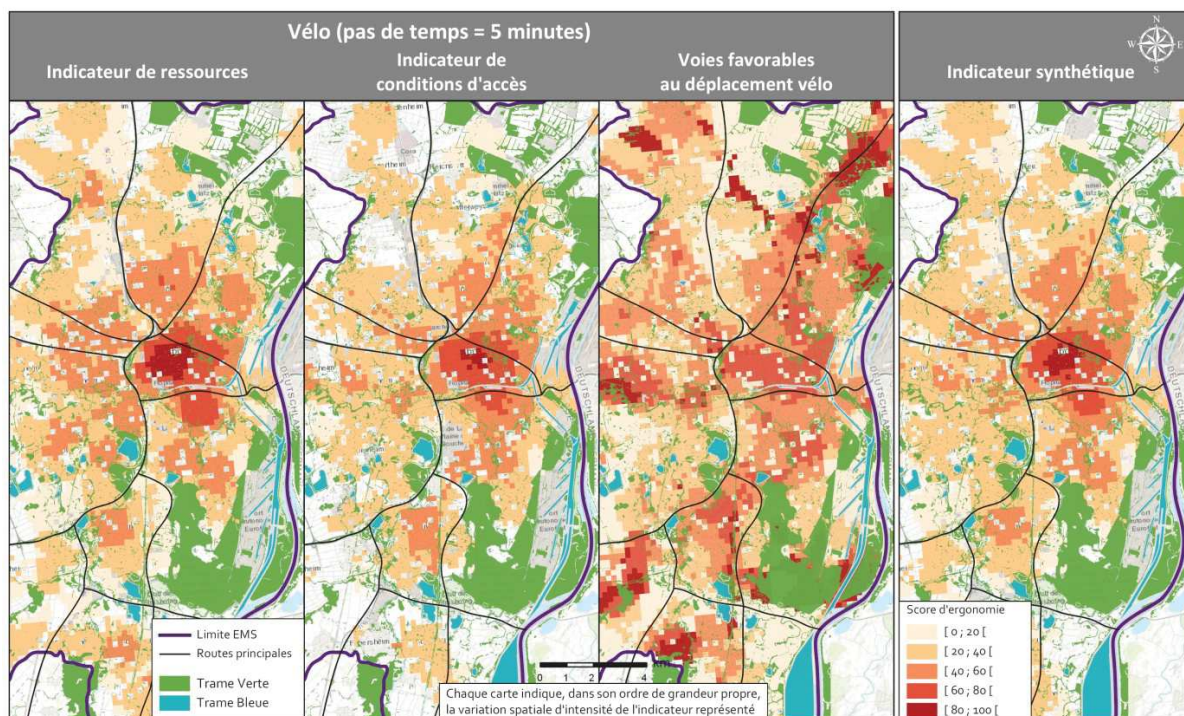 Vélo (pas de temps = 5 minutes)
Indicateur de ressources
Indicateur de
conditions d'accès
Voies favorables
au déplacement vélo
Indicateur synthétique
N
W E
S
DEUTSCHLAND
Limite EMS
Routes principales
Trame Verte
Trame Bleue
0 2 4
Chaque carte indique, dans son ordre de grandeur propre,
la variation spatiale d'intensité de l'indicateur représenté
Score d'ergonomie
[ 0 ; 20 [
[ 20 ; 40 [
[ 40 ; 60 [
[ 60 ; 80 [
[ 80 ; 100 [